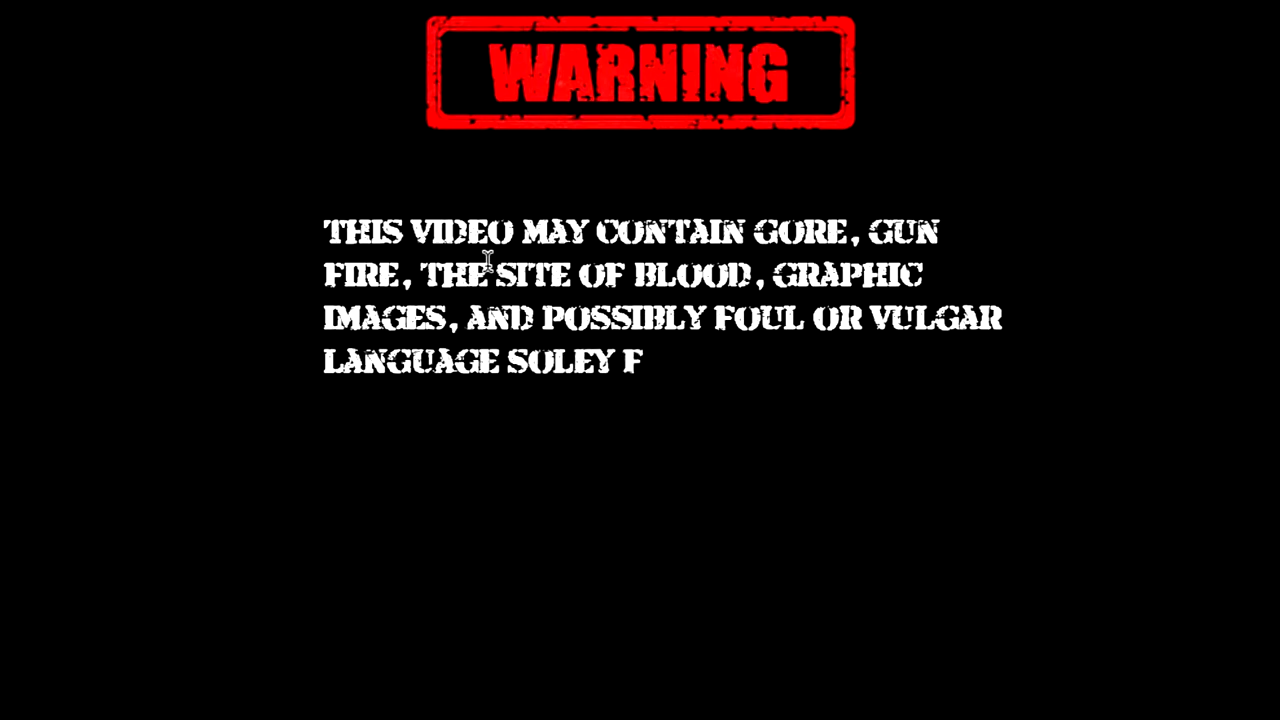 WARNING
THIS VIDEO MAY CONTAIN GORE, GUN
FIRE, THE SITE OF BLOOD, GRAPHIC
IMAGES, AND POSSIBLY FOUL OR VULGAR
LANGUAGE SOLEY F